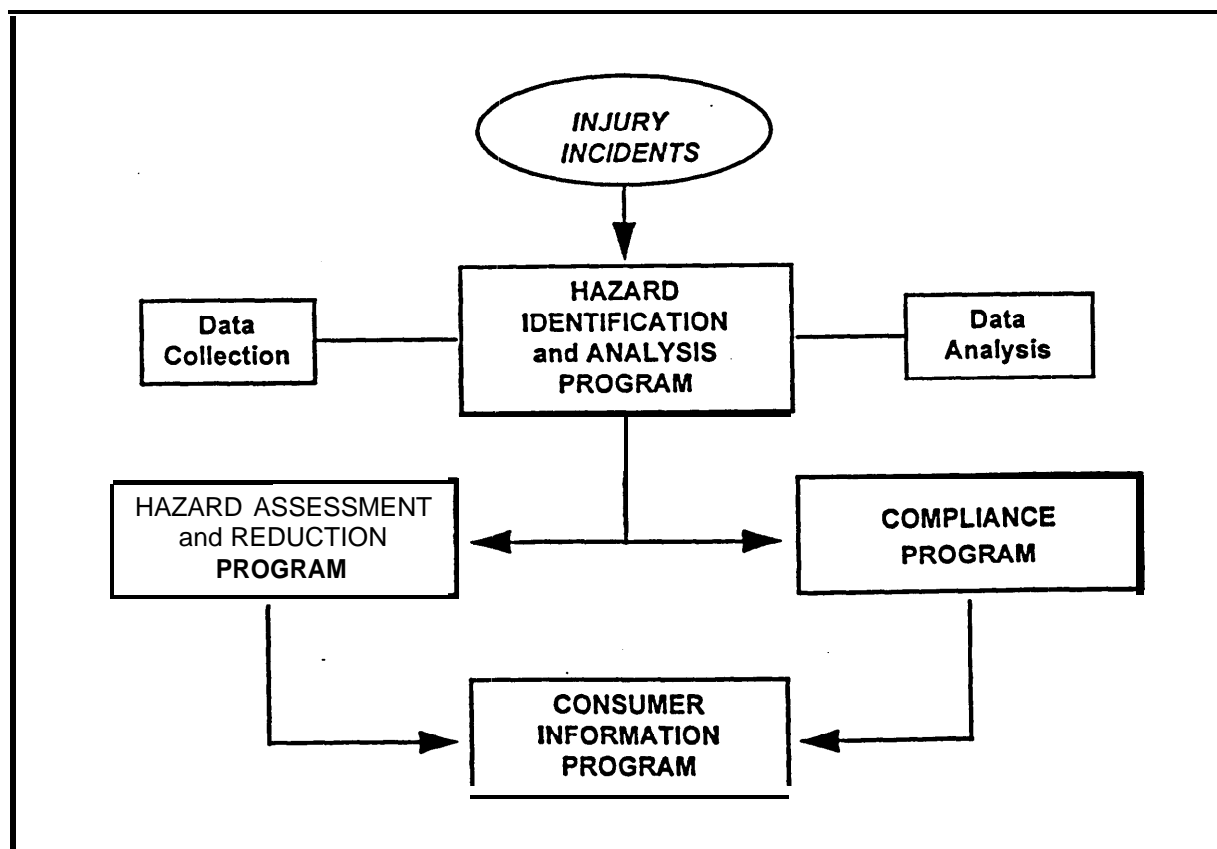 INJURY
INCIDENTS
HAZARD
IDENTIFICATION
and ANALYSIS
PROGRAM
Data
Collection
Data
Analysis
HAZARD ASSESSMENT
and REDUCTION
PROGRAM
COMPLIANCE
PROGRAM
CONSUMER
INFORMATION
PROGRAM